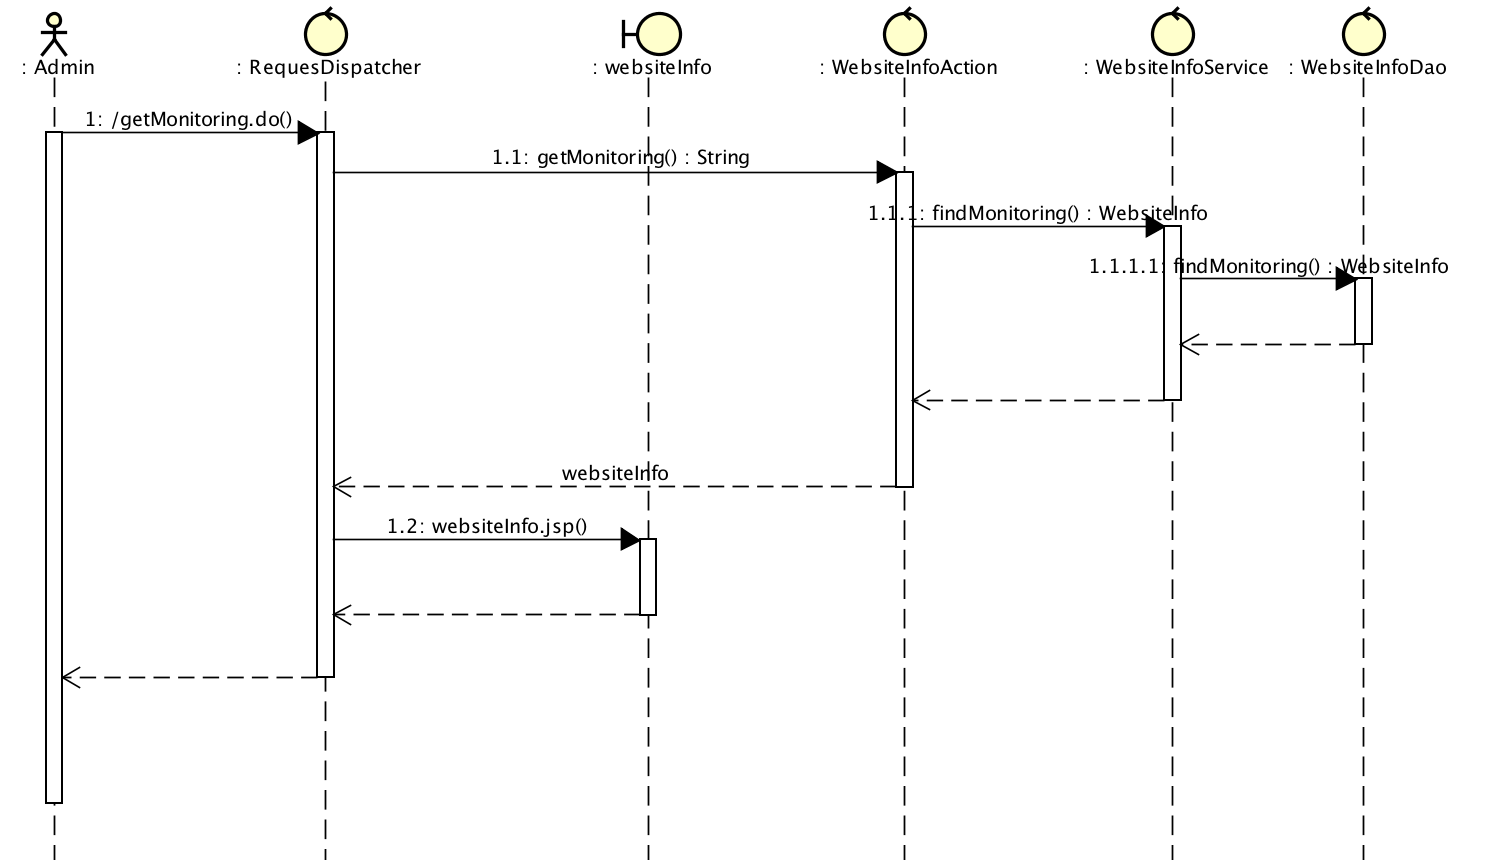 : Admin
: RequesDispatcher
: websiteInfo
: WebsiteInfoAction
: WebsiteInfoService
: WebsiteInfoDao
1: /getMonitoring.do()
1.1: getMonitoring() : String
1.1.1: findMonitoring() : WebsiteInfo
1.1.1.1: findMonitoring() : WebsiteInfo
websiteInfo
1.2: websiteInfo.jsp()